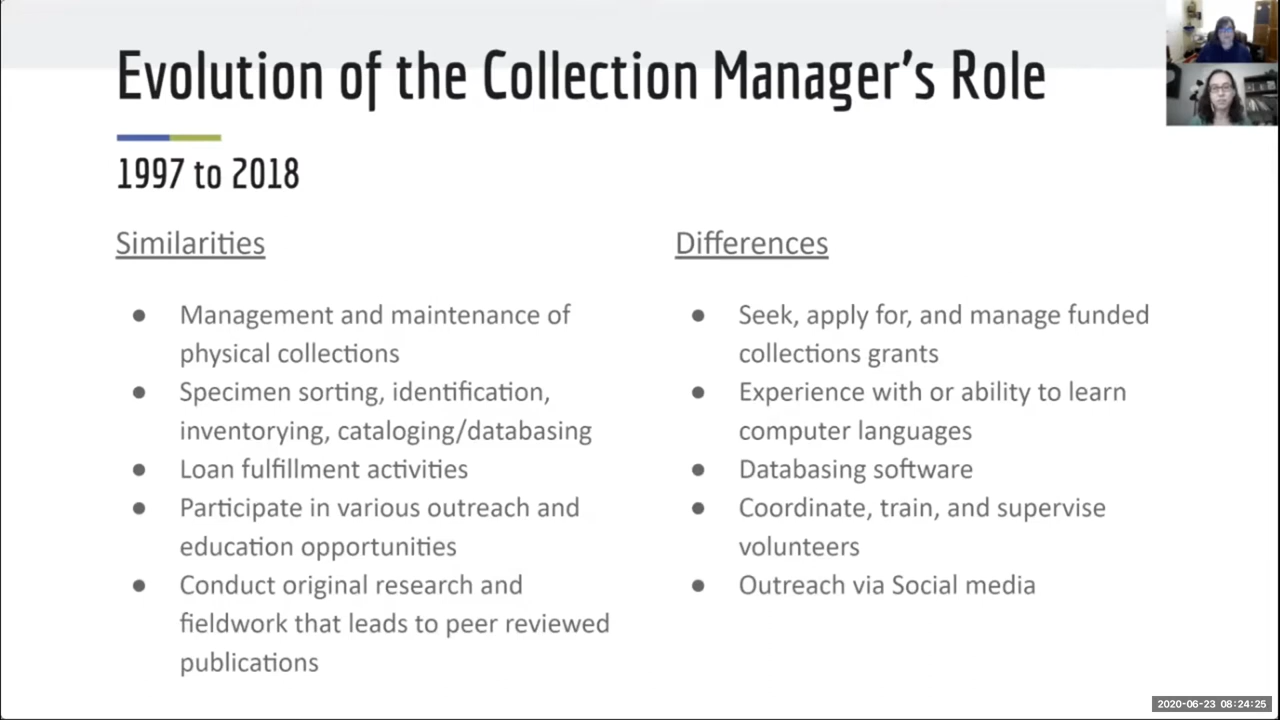 Evolution of the Collection Manager's Role
1997 to 2018
Similarities
● Management and maintenance of
physical collections
● Specimen sorting, identification,
inventorying, cataloging/databasing
● Loan fulfillment activities
● Participate in various outreach and
education opportunities
● Conduct original research and
fieldwork that leads to peer reviewed
publications
Differences
● Seek, apply for, and manage funded
collections grants
● Experience with or ability to learn
computer languages
● Databasing software
● Coordinate, train, and supervise
volunteers
● Outreach via Social media
2020-06-23 08:24:25